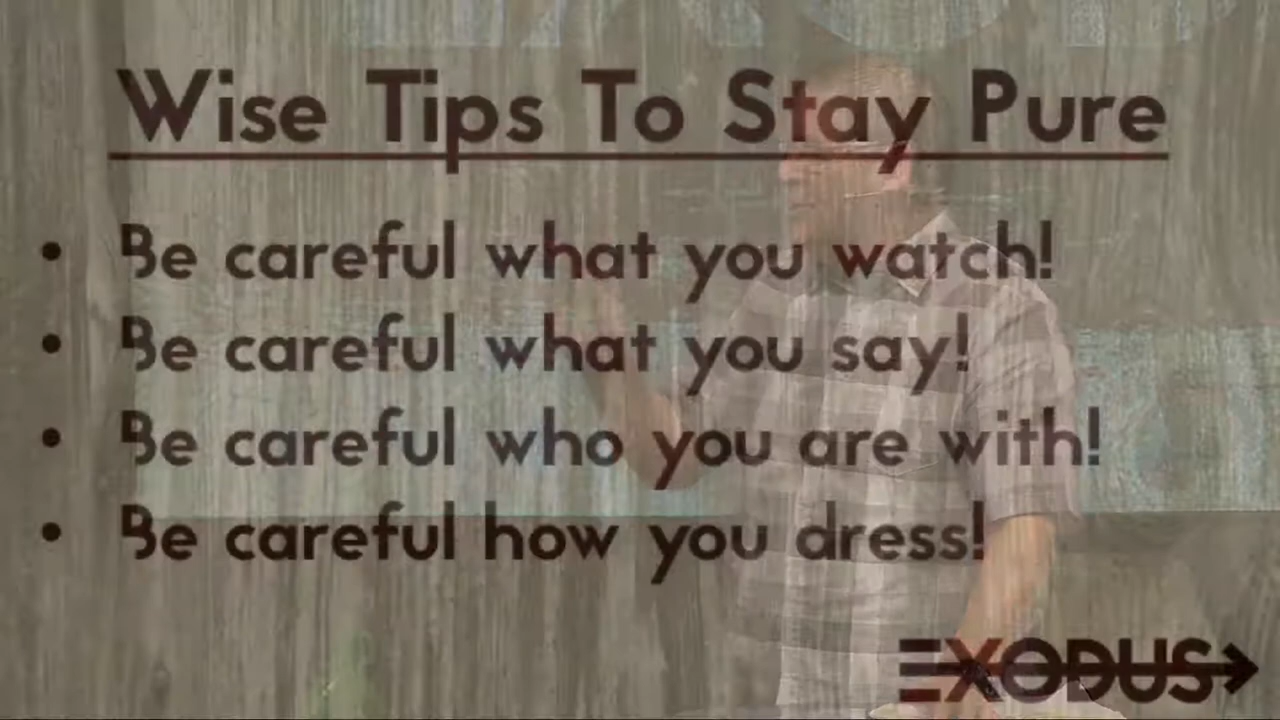 Wise Tips To Stay Pure
• Be careful what you watch!
• Be careful what you say!
• Be careful who you are with!
• Be careful how you dress!
EXODUS